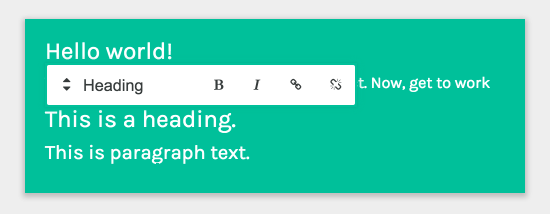 Hello world!
Heading B I
t. Now, get to work
This is a heading.
This is paragraph text.